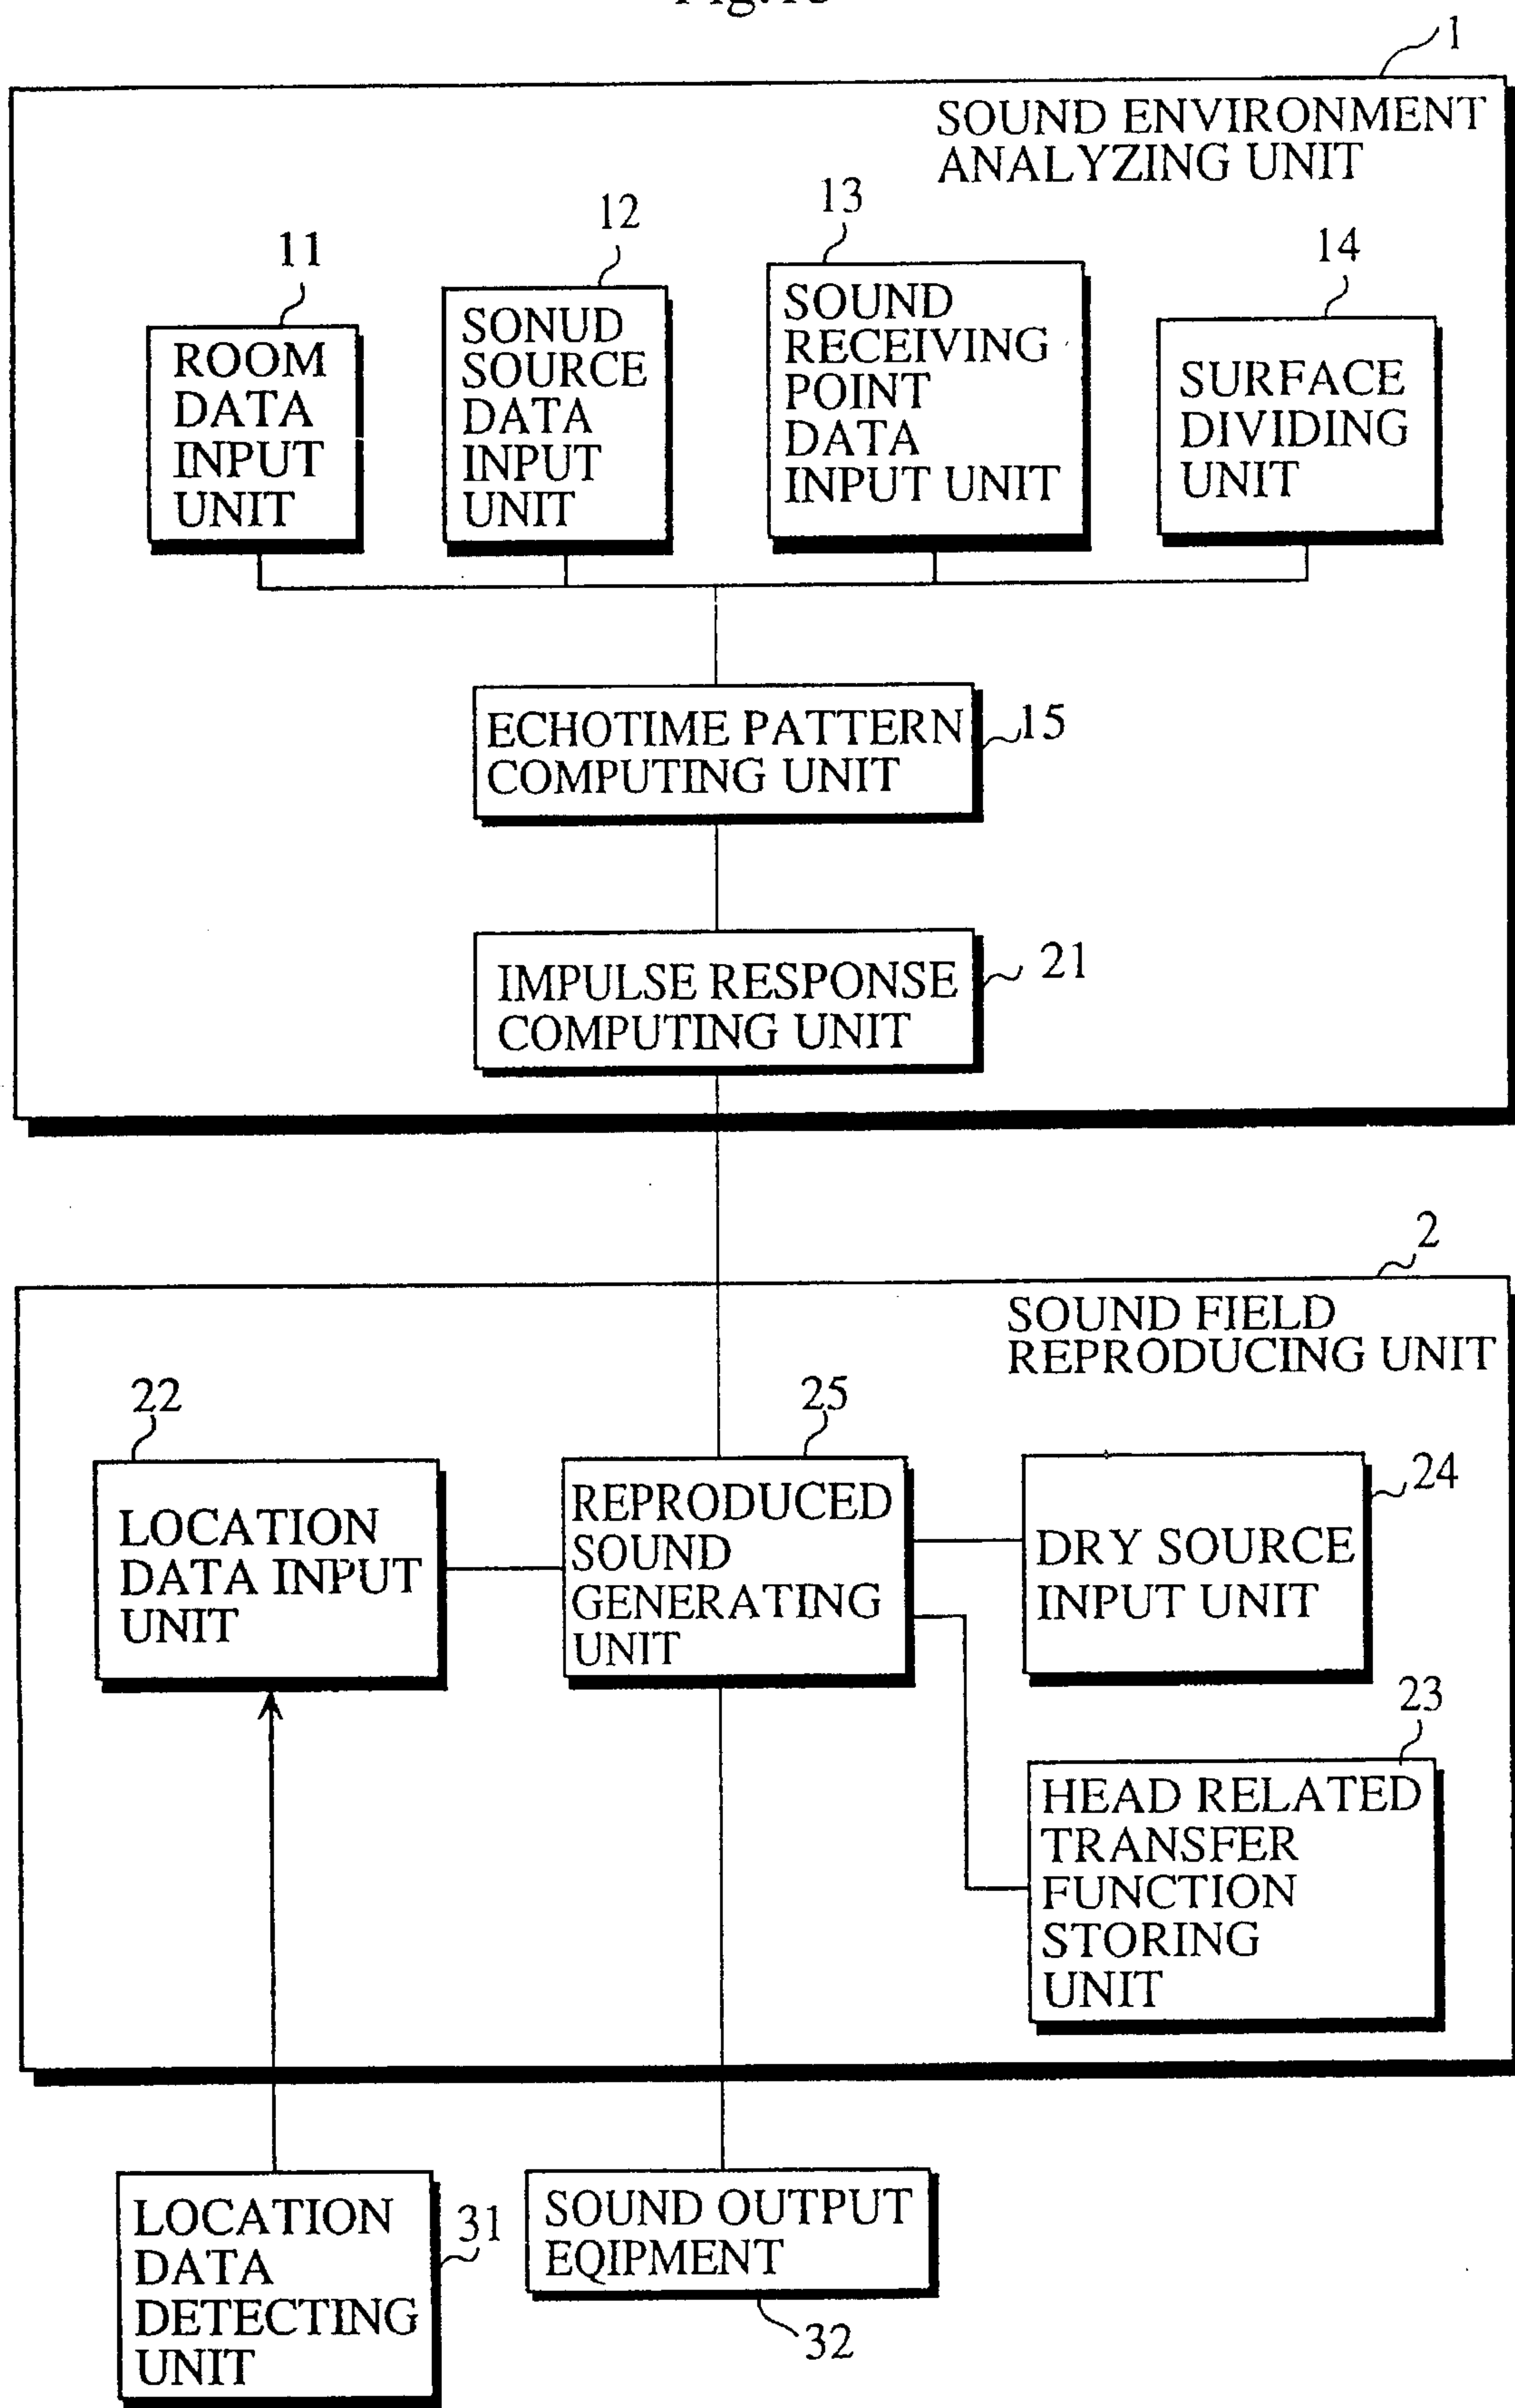 1
SOUND ENVIRONMENT
ANALYZING UNIT
11
12
13
14
ROOM
DATA
INPUT
UNIT
SONUD
SOURCE
DATA
INPUT
UNIT
SOUND
RECEIVING
POINT
DATA
INPUT UNIT
SURFACE
DIVIDING
UNIT
ECHOTIME PATTERN
COMPUTING UNIT
15
IMPULSE RESPONSE
COMPUTING UNIT
21
2
SOUND FIELD
REPRODUCING UNIT
22
LOCATION
DATA INPUT
UNIT
25
REPRODUCED
SOUND
GENERATING
UNIT
24
DRY SOURCE
INPUT UNIT
23
HEAD RELATED
TRANSFER
FUNCTION
STORING
UNIT
LOCATION
DATA
DETECTING
UNIT
31
SOUND OUTPUT
EQIPMENT
32